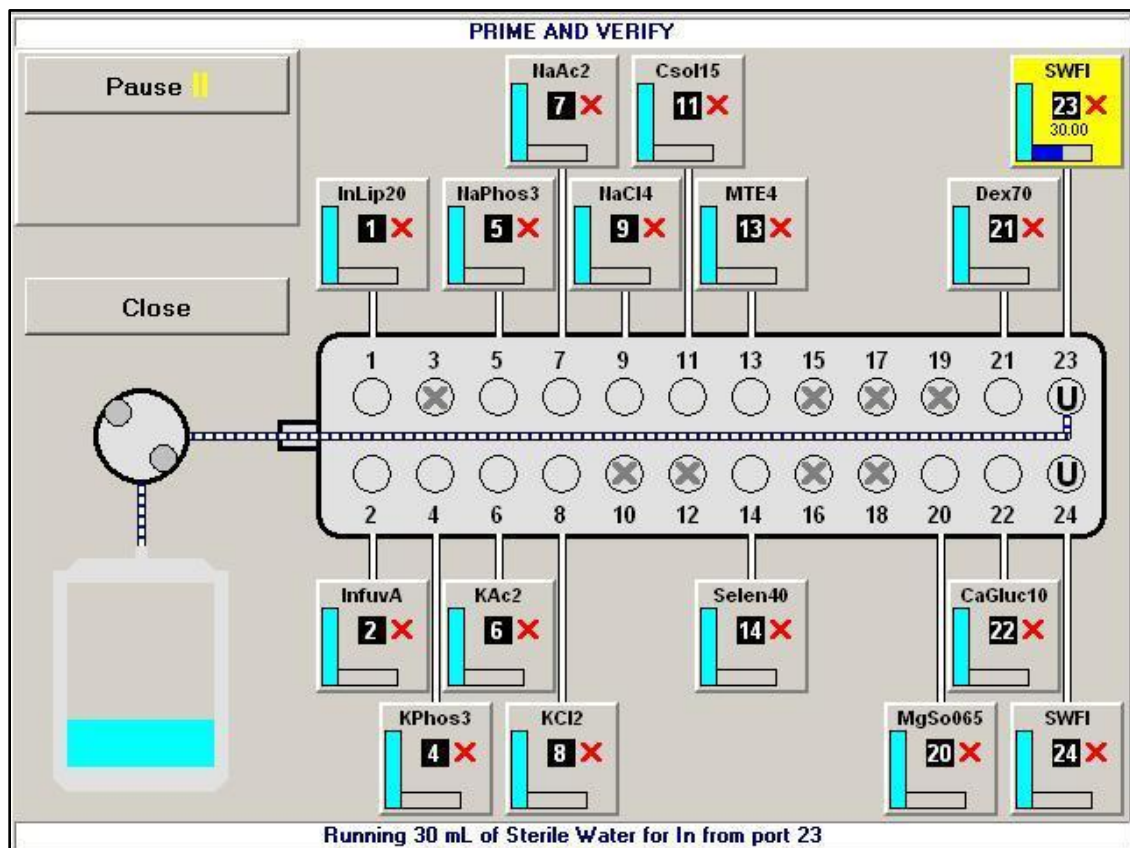 PRIME AND VERIFY
Pause
Close
NaAc2
7
Csol15
11
SWFI
23
30.00
InLip20
1
NaPhos3
5
NaCl4
9
MTE4
13
Dex70
21
1 3 5 7 9 11 13 15 17 19 21 23
U
U
2 4 6 8 10 12 14 16 18 20 22 24
InfuvA
2
KAc2
6
Selen40
14
CaGluc10
22
KPhos3
4
KCl2
8
MgSo065
20
SWFI
24
Running 30 mL of Sterile Water for In from port 23